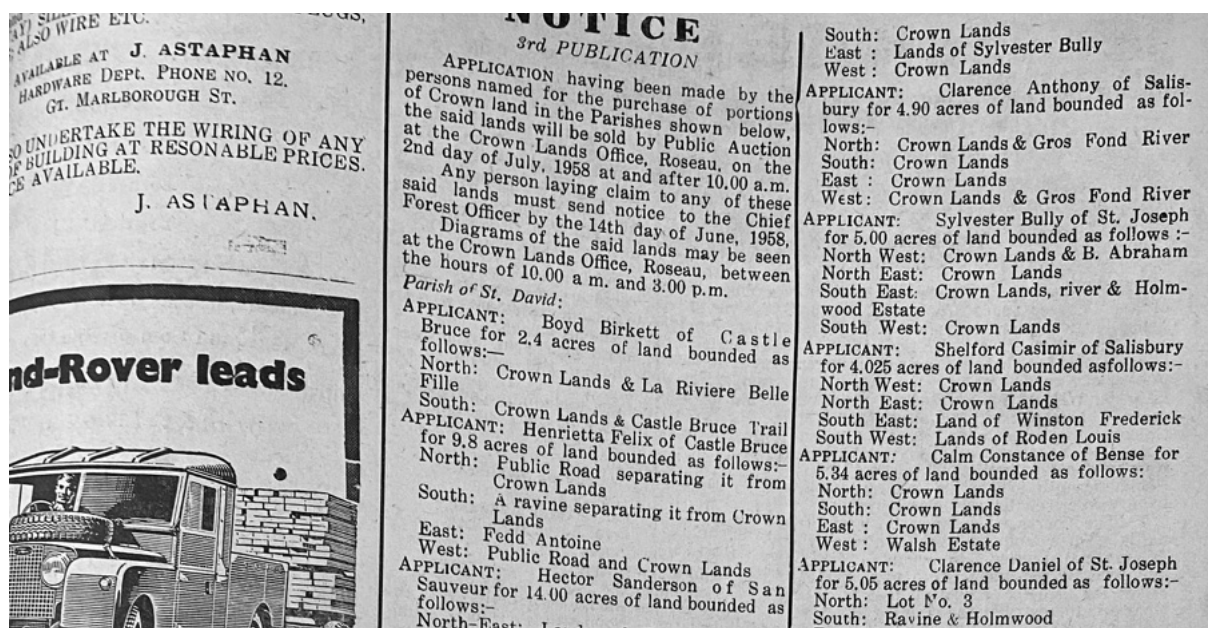 ALSO WIRE ETC.
AVAILABLE AT J. ASTAPHAN
HARDWARE DEPT. PHONE NO. 12.
GT. MARLBOROUGH ST.
UNDERTAKE THE WIRING OF ANY
BUILDING AT RESONABLE PRICES.
AVAILABLE.
J. ASTAPHAN.
nd-Rover leads
NOTICE
3rd PUBLICATION
APPLICATION having been made by the
persons named for the purchase of portions
of Crown land in the Parishes shown below,
the said lands will be sold by Public Auction
at the Crown Lands Office, Roseau, on the
2nd day of July, 1958 at and after 10.00 a.m.
Any person laying claim to any of these
said lands must send notice to the Chief
Forest Officer by the 14th day of June, 1958,
Diagrams of the said lands may be seen
at the Crown Lands Office, Roseau, between
the hours of 10.00 a m. and 3.00 p.m.
Parish of St. David:
APPLICANT: Boyd Birkett of Castle
Bruce for 2.4 acres of land bounded as
follows:—
North: Crown Lands & La Riviere Belle
Fille
South: Crown Lands & Castle Bruce Trail
APPLICANT: Henrietta Felix of Castle Bruce
for 9.8 acres of land bounded as follows:-
North: Public Road separating it from
Crown Lands
South: A ravine separating it from Crown
Lands
East: Fedd Antoine
West: Public Road and Crown Lands
APPLICANT: Hector Sanderson of San
Sauveur for 14.00 acres of land bounded as
follows:-
North-East:
South: Crown Lands
East : Lands of Sylvester Bully
West : Crown Lands
APPLICANT: Clarence Anthony of Salis-
bury for 4.90 acres of land bounded as fol-
lows:-
North: Crown Lands & Gros Fond River
South: Crown Lands
East : Crown Lands
West: Crown Lands & Gros Fond River
APPLICANT: Sylvester Bully of St. Joseph
for 5.00 acres of land bounded as follows :-
North West: Crown Lands & B. Abraham
North East: Crown Lands
South East: Crown Lands, river & Holm-
wood Estate
South West: Crown Lands
APPLICANT: Shelford Casimir of Salisbury
for 4.025 acres of land bounded asfollows:-
North West: Crown Lands
North East: Crown Lands
South East: Land of Winston Frederick
South West: Lands of Roden Louis
APPLICANT: Calm Constance of Bense for
5.34 acres of land bounded as follows:
North: Crown Lands
South: Crown Lands
East : Crown Lands
West : Walsh Estate
APPLICANT: Clarence Daniel of St. Joseph
for 5.05 acres of land bounded as follows:-
North: Lot No. 3
South: Ravine & Holmwood